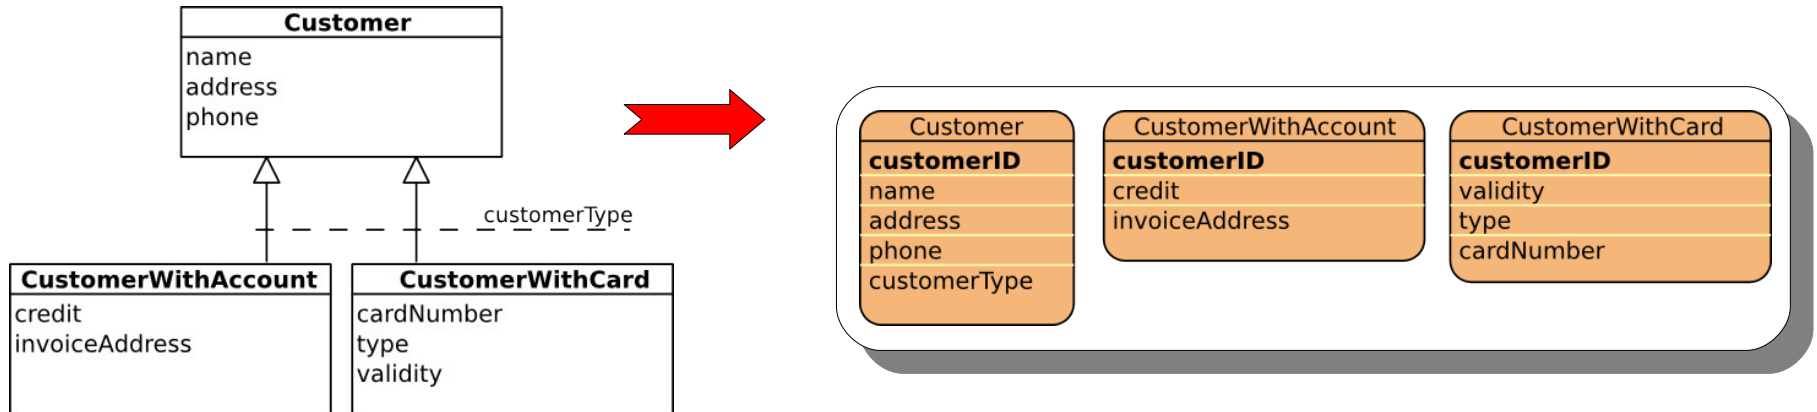 Customer
name
address
phone
customerType
CustomerWithAccount
credit
invoiceAddress
CustomerWithCard
cardNumber
type
validity
Customer
customerID
name
address
phone
customerType
CustomerWithAccount
customerID
credit
invoiceAddress
CustomerWithCard
customerID
validity
type
cardNumber